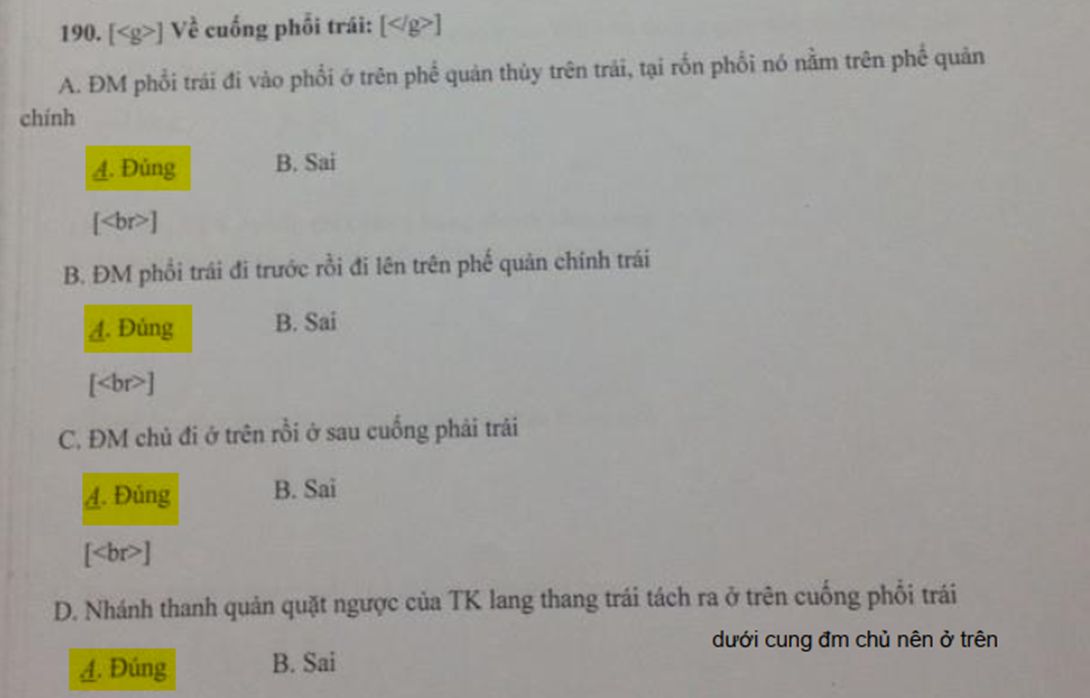 190. [<g>] Về cuống phổi trái: [</g>]
A. ĐM phổi trái đi vào phổi ở trên phế quản thùy trên trái, tại rốn phổi nó nằm trên phế quản
chính
A. Đúng B. Sai
[<br>]
B. ĐM phổi trái đi trước rồi đi lên trên phế quản chính trái
A. Đúng B. Sai
[<br>]
C. ĐM chủ đi ở trên rồi ở sau cuống phải trái
A. Đúng B. Sai
[<br>]
D. Nhánh thanh quản quặt ngược của TK lang thang trái tách ra ở trên cuống phổi trái
dưới cung đm chủ nên ở trên
A. Đúng B. Sai